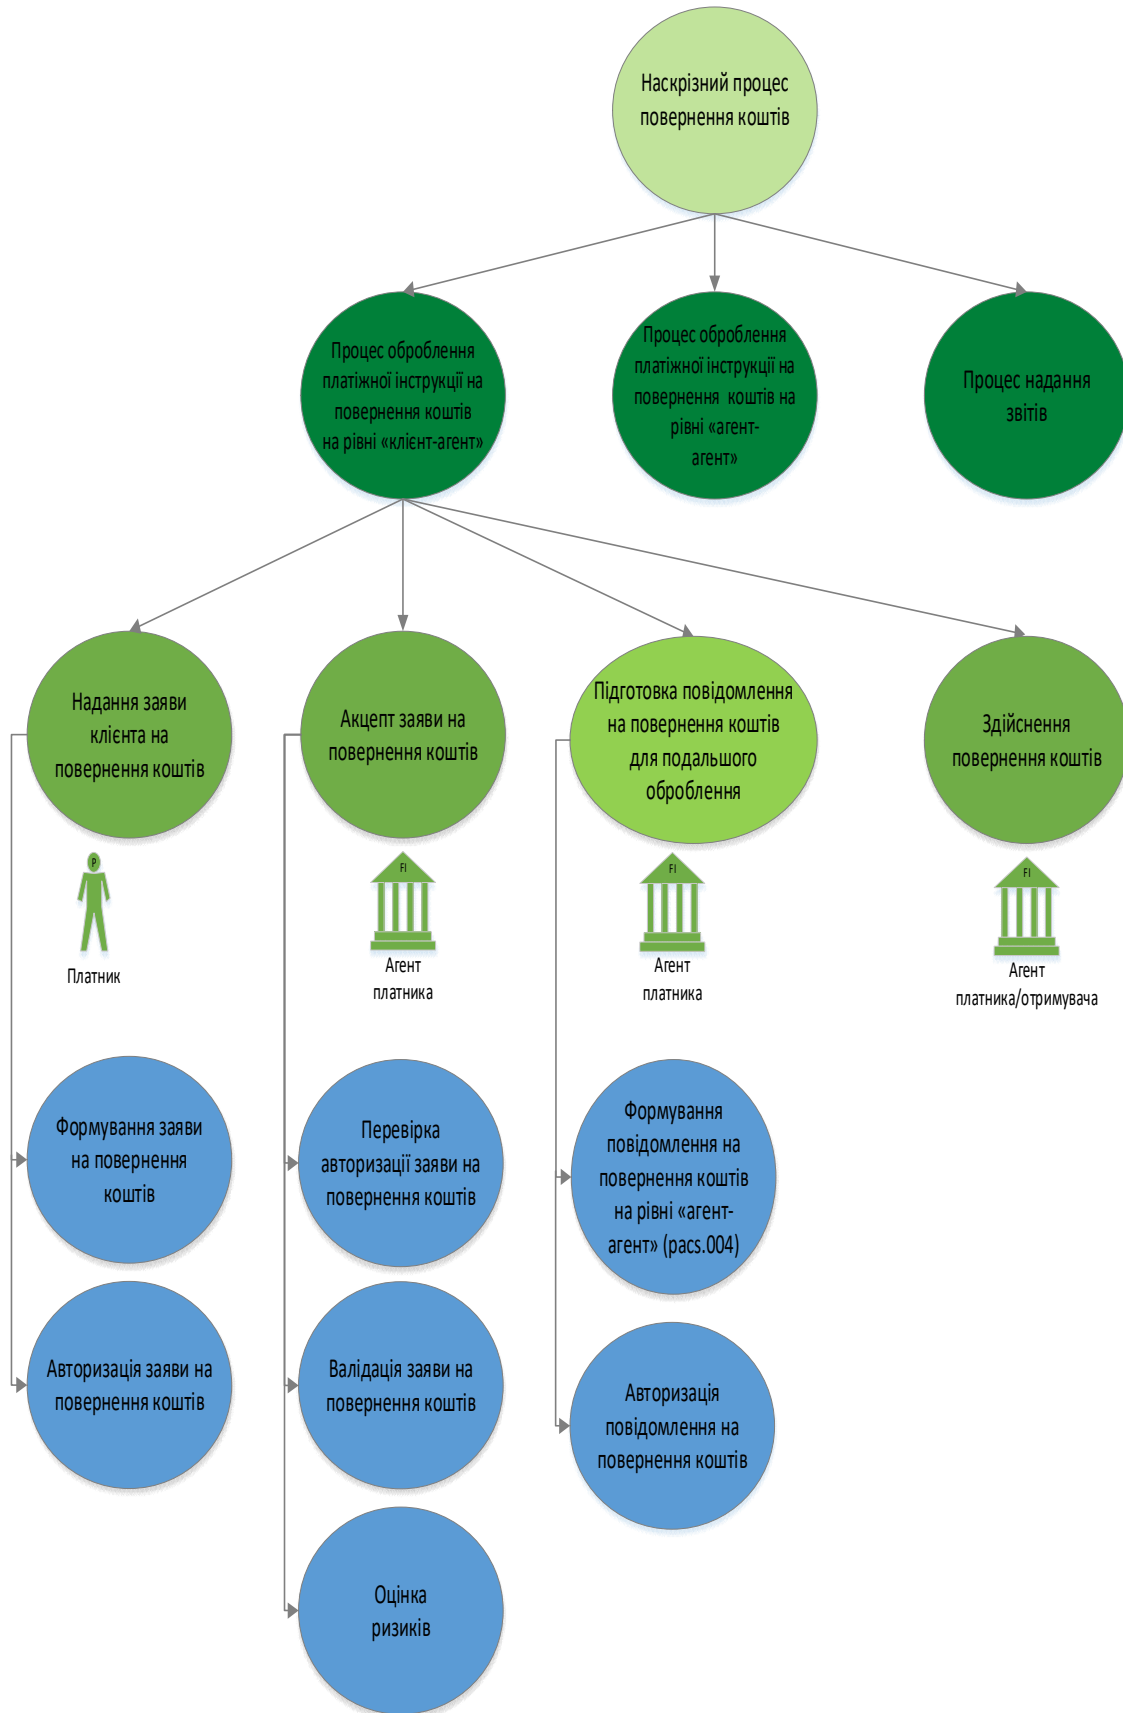 Наскрізний процес
повернення коштів
Процес оброблення
платіжної інструкції на
повернення коштів
на рівні «клієнт-агент»
Процес оброблення
платіжної інструкції на
повернення коштів на
рівні «агент-
агент»
Процес надання
звітів
Надання заяви
клієнта на
повернення коштів
Акцепт заяви на
повернення коштів
Підготовка повідомлення
на повернення коштів
для подальшого
оброблення
Здійснення
повернення коштів
P
Платник
FI
Агент
платника
FI
Агент
платника
FI
Агент
платника/отримувача
Формування заяви
на повернення
коштів
Перевірка
авторизації заяви на
повернення коштів
Формування
повідомлення на
повернення коштів
на рівні «агент-
агент» (pacs.004)
Авторизація заяви на
повернення коштів
Валідація заяви на
повернення коштів
Авторизація
повідомлення на
повернення коштів
Оцінка
ризиків